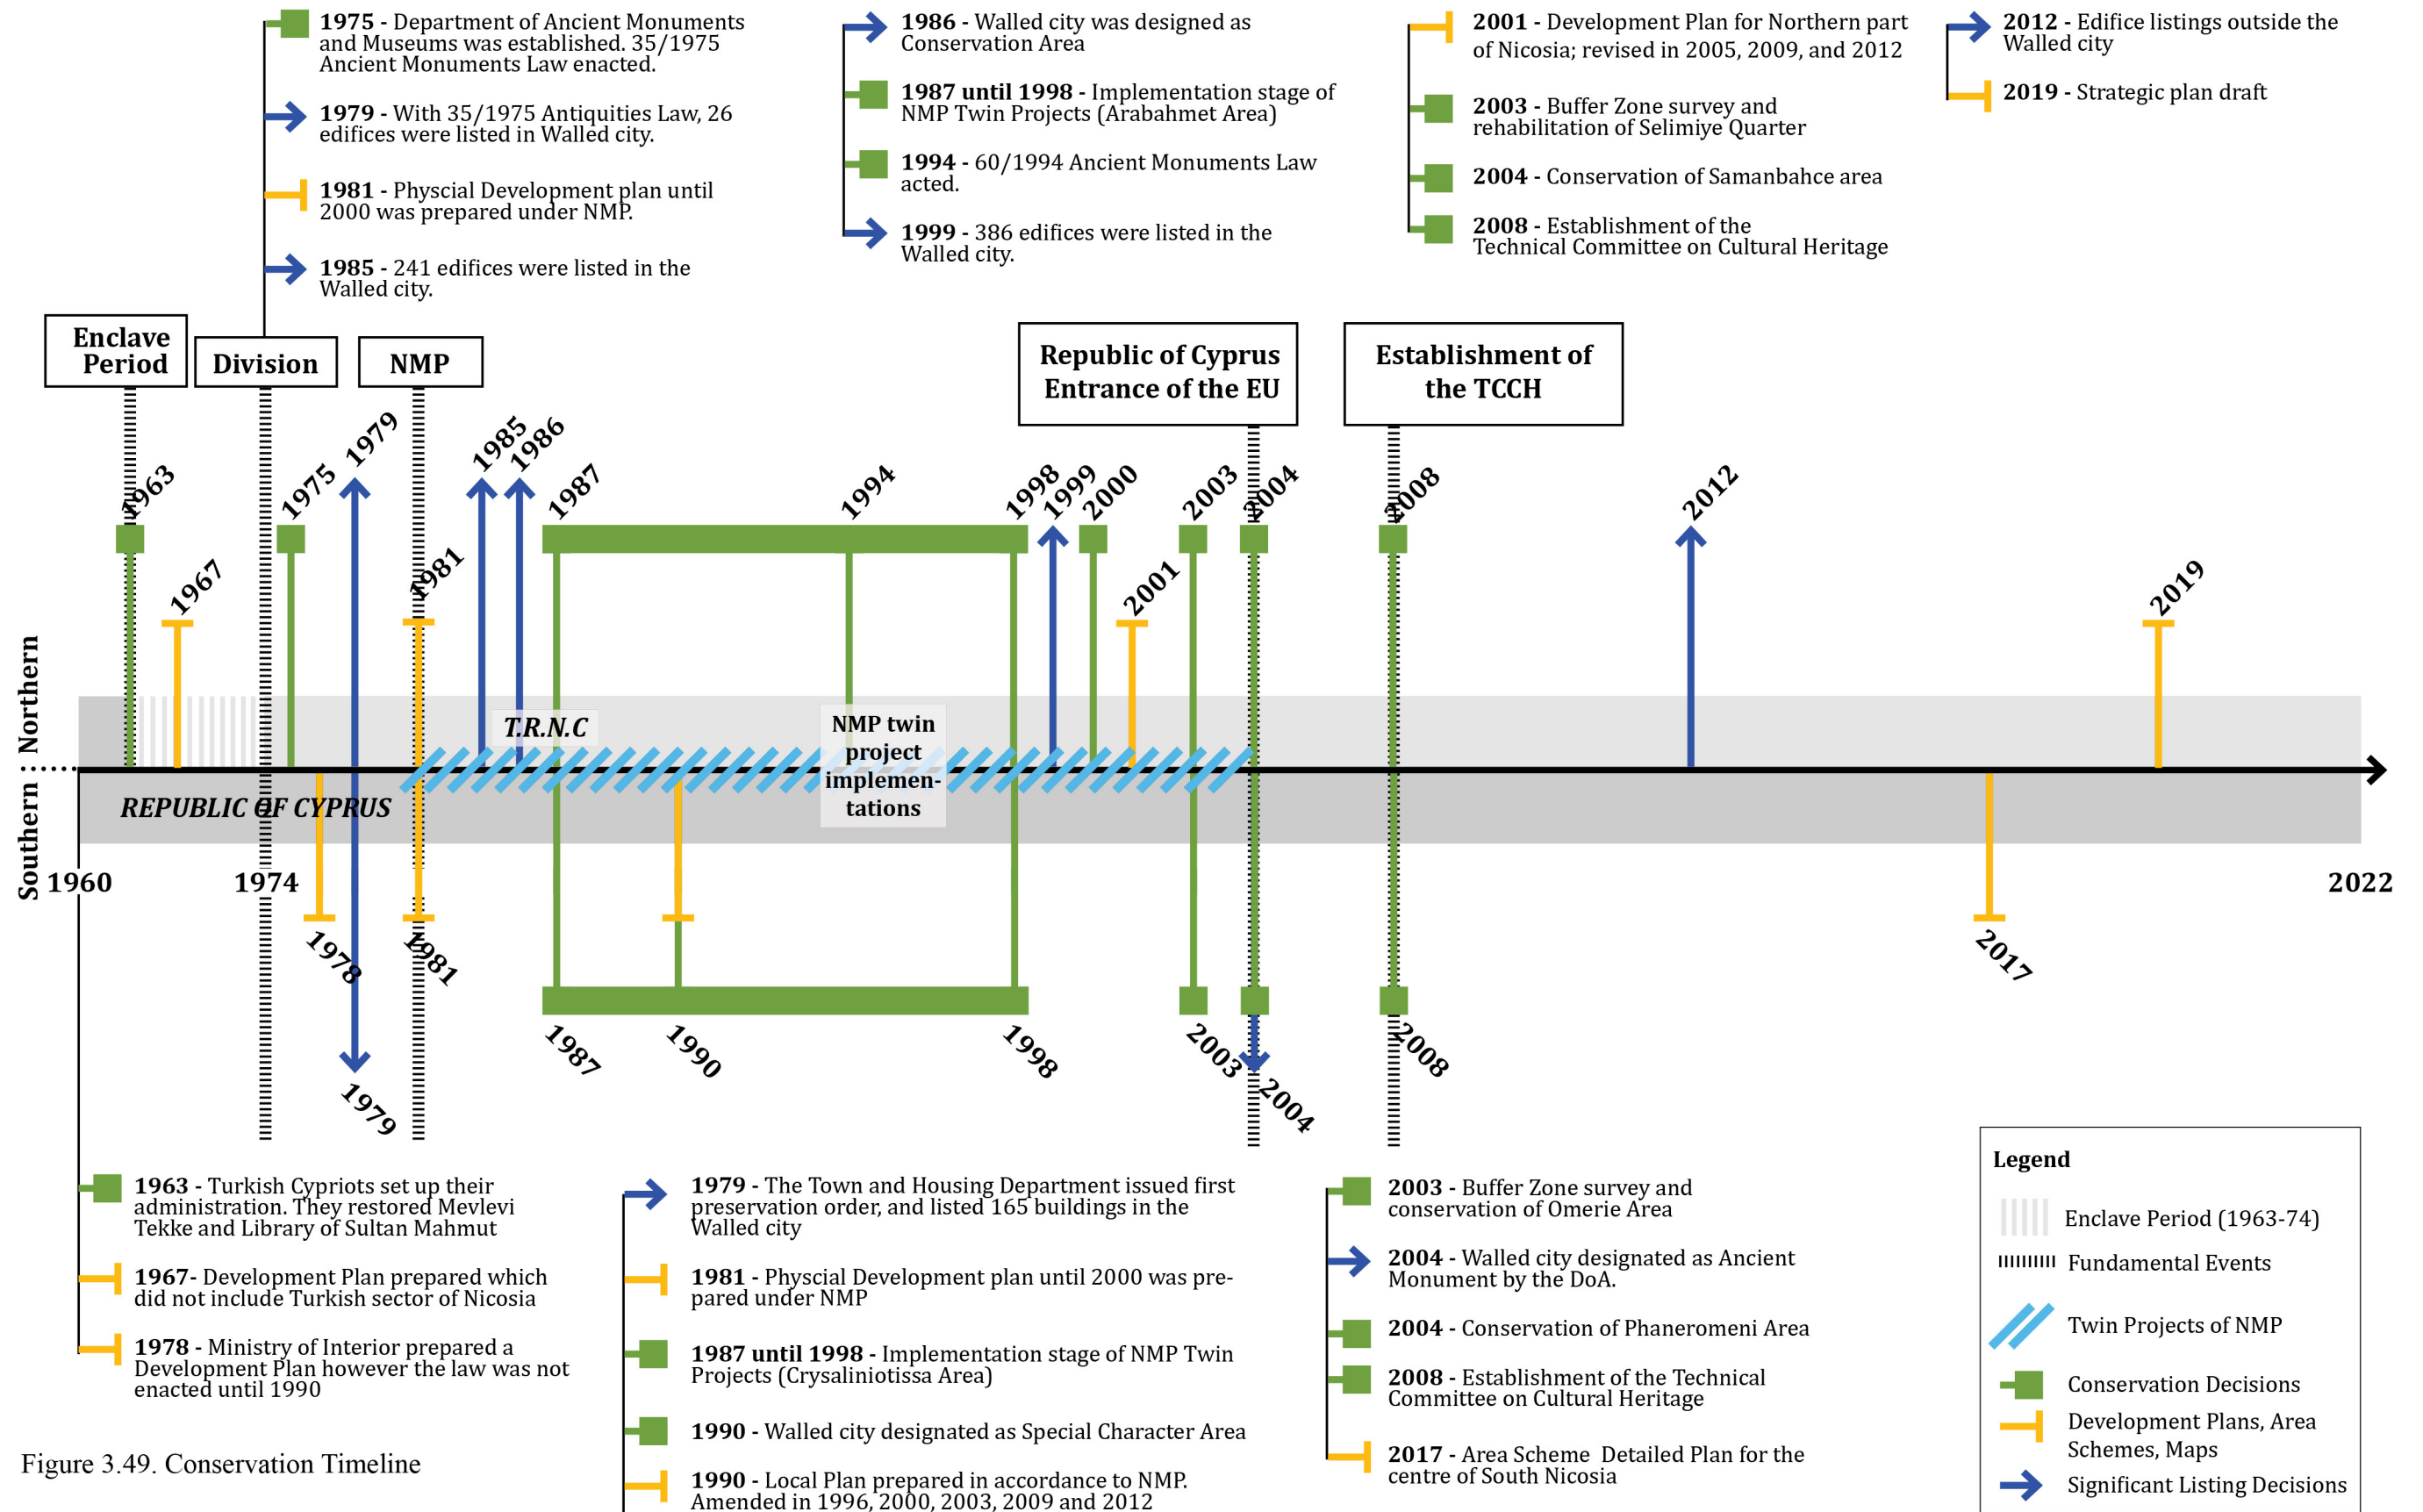 1975 - Department of Ancient Monuments
and Museums was established. 35/1975
Ancient Monuments Law enacted.
1979 - With 35/1975 Antiquities Law, 26
edifices were listed in Walled city.
1981 - Physcial Development plan until
2000 was prepared under NMP.
1985 - 241 edifices were listed in the
Walled city.
1986 - Walled city was designed as
Conservation Area
1987 until 1998 - Implementation stage of
NMP Twin Projects (Arabahmet Area)
1994 - 60/1994 Ancient Monuments Law
acted.
1999 - 386 edifices were listed in the
Walled city.
2001 - Development Plan for Northern part
of Nicosia; revised in 2005, 2009, and 2012
2003 - Buffer Zone survey and
rehabilitation of Selimiye Quarter
2004 - Conservation of Samanbahce area
2008 - Establishment of the
Technical Committee on Cultural Heritage
2012 - Edifice listings outside the
Walled city
2019 - Strategic plan draft
Enclave
Period
Division
NMP
Republic of Cyprus
Entrance of the EU
Establishment of
the TCCH
1963
1967
1975
1979
1981
1985
1986
1987
1994
1998
1999
2000
2001
2003
2004
2008
2012
2019
Northern
Southern
T.R.N.C
NMP twin
project
implemen-
tations
REPUBLIC OF CYPRUS
1960
1974
2022
1978
1979
1981
1987
1990
1998
2003
2004
2008
2017
1963 - Turkish Cypriots set up their
administration. They restored Mevlevi
Tekke and Library of Sultan Mahmut
1967- Development Plan prepared which
did not include Turkish sector of Nicosia
1978 - Ministry of Interior prepared a
Development Plan however the law was not
enacted until 1990
1979 - The Town and Housing Department issued first
preservation order, and listed 165 buildings in the
Walled city
1981 - Physcial Development plan until 2000 was pre-
pared under NMP
1987 until 1998 - Implementation stage of NMP Twin
Projects (Crysaliniotissa Area)
1990 - Walled city designated as Special Character Area
1990 - Local Plan prepared in accordance to NMP.
Amended in 1996, 2000, 2003, 2009 and 2012
2003 - Buffer Zone survey and
conservation of Omerie Area
2004 - Walled city designated as Ancient
Monument by the DoA.
2004 - Conservation of Phaneromeni Area
2008 - Establishment of the Technical
Committee on Cultural Heritage
2017 - Area Scheme Detailed Plan for the
centre of South Nicosia
Legend
Enclave Period (1963-74)
Fundamental Events
Twin Projects of NMP
Conservation Decisions
Development Plans, Area
Schemes, Maps
Significant Listing Decisions
Figure 3.49. Conservation Timeline